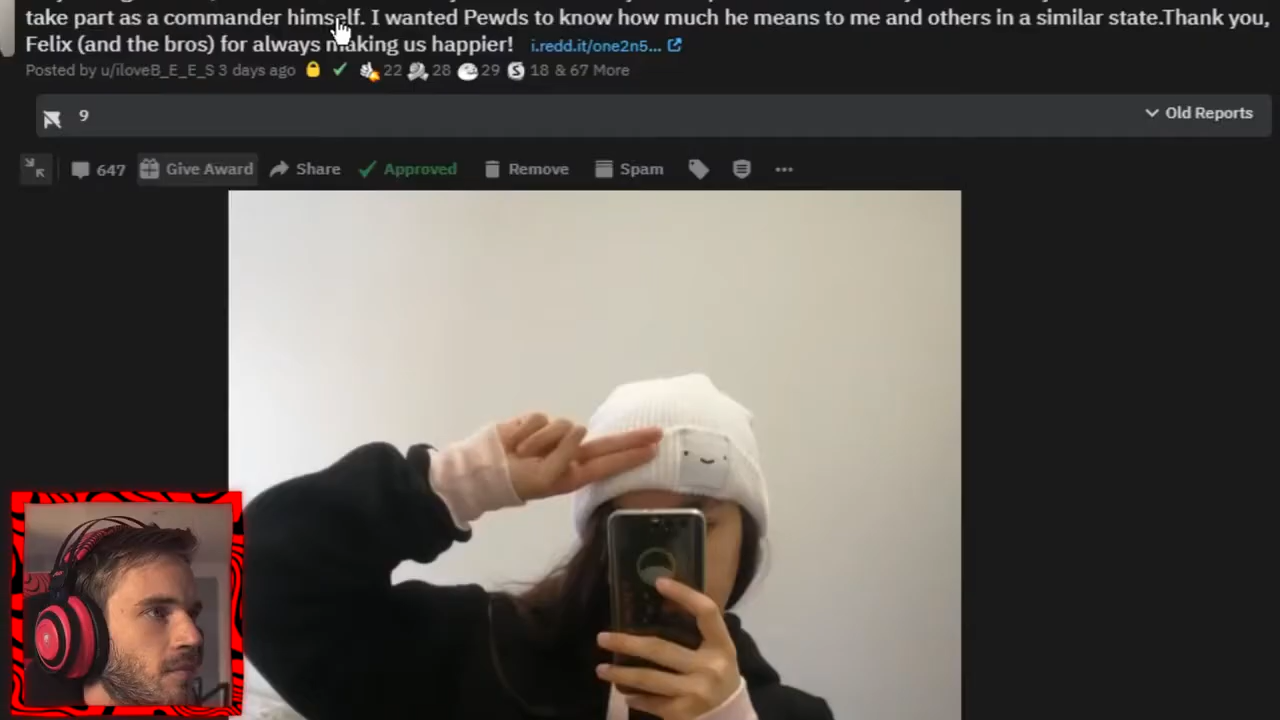 take part as a commander himself. I wanted Pewds to know how much he means to me and others in a similar state.Thank you,
Felix (and the bros) for always making us happier! i.redd.it/one2n5...
Posted by u/iloveB_E_E_S 3 days ago 22 28 29 18 & 67 More
9 Old Reports
647 Give Award Share Approved Remove Spam ...